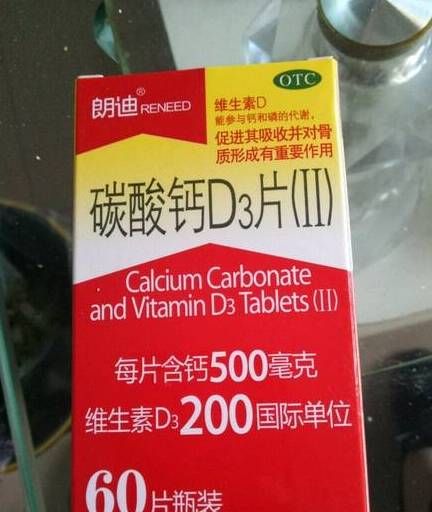 朗迪® RENEED
OTC
维生素D
能参与钙和磷的代谢，
促进其吸收并对骨
质形成有重要作用
碳酸钙D3片(II)
Calcium Carbonate
and Vitamin D3 Tablets (II)
每片含钙500毫克
维生素D3 200国际单位
60片瓶装